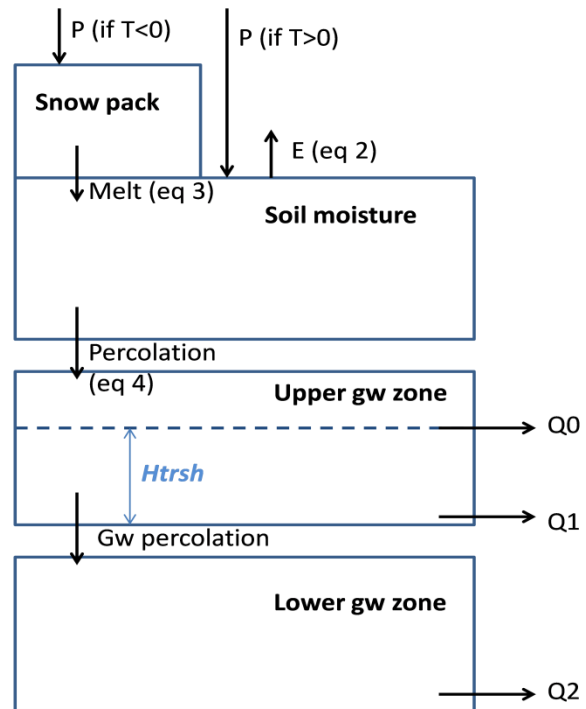 P (if T<0)
P (if T>0)
Snow pack
E (eq 2)
Melt (eq 3)
Soil moisture
Percolation
(eq 4)
Upper gw zone
Q0
Htrsh
Q1
Gw percolation
Lower gw zone
Q2